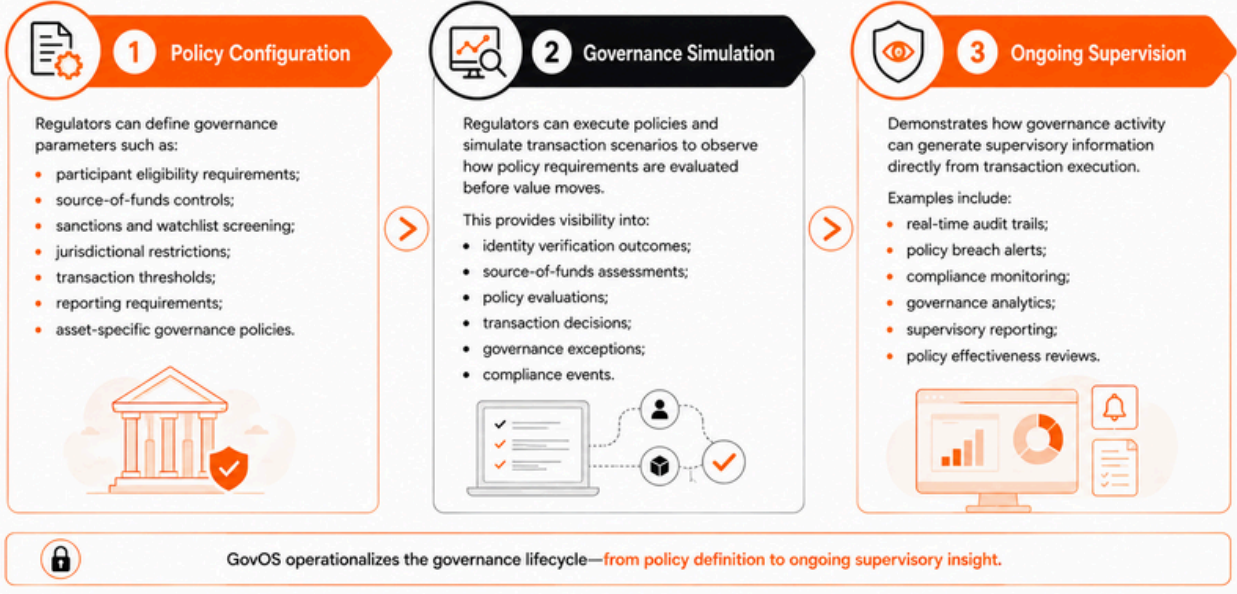 1 Policy Configuration
Regulators can define governance
parameters such as:
• participant eligibility requirements;
• source-of-funds controls;
• sanctions and watchlist screening;
• jurisdictional restrictions;
• transaction thresholds;
• reporting requirements;
• asset-specific governance policies.
2 Governance Simulation
Regulators can execute policies and
simulate transaction scenarios to observe
how policy requirements are evaluated
before value moves.
This provides visibility into:
• identity verification outcomes;
• source-of-funds assessments;
• policy evaluations;
• transaction decisions;
• governance exceptions;
• compliance events.
3 Ongoing Supervision
Demonstrates how governance activity
can generate supervisory information
directly from transaction execution.
Examples include:
• real-time audit trails;
• policy breach alerts;
• compliance monitoring;
• governance analytics;
• supervisory reporting;
• policy effectiveness reviews.
GovOS operationalizes the governance lifecycle—from policy definition to ongoing supervisory insight.